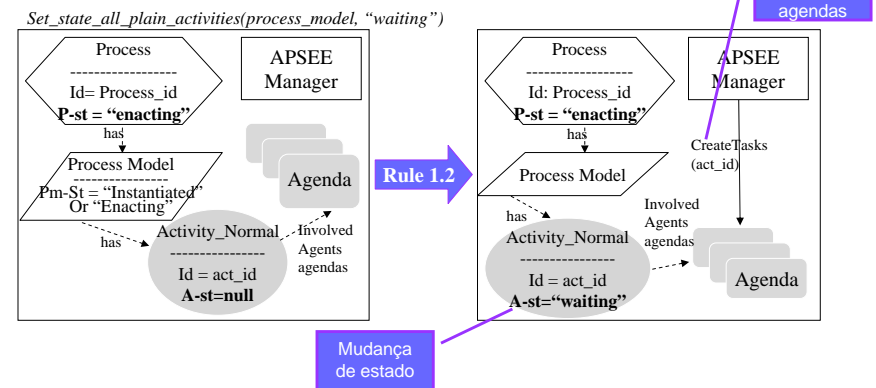 agendas
Set_state_all_plain_activities(process_model, “waiting”)
Process
-------------------
Id= Process_id
P-st = “enacting”
has
Process Model
----------------
Pm-St = “Instantiated”
Or “Enacting”
has
Activity_Normal
----------------
Id = act_id
A-st=null
APSEE
Manager
Agenda
Involved
Agents
agendas
Rule 1.2
Process
-------------------
Id: Process_id
P-st = “enacting”
has
Process Model
has
Activity_Normal
----------------
Id = act_id
A-st=“waiting”
APSEE
Manager
CreateTasks
(act_id)
Involved
Agents
agendas
Agenda
Mudança
de estado